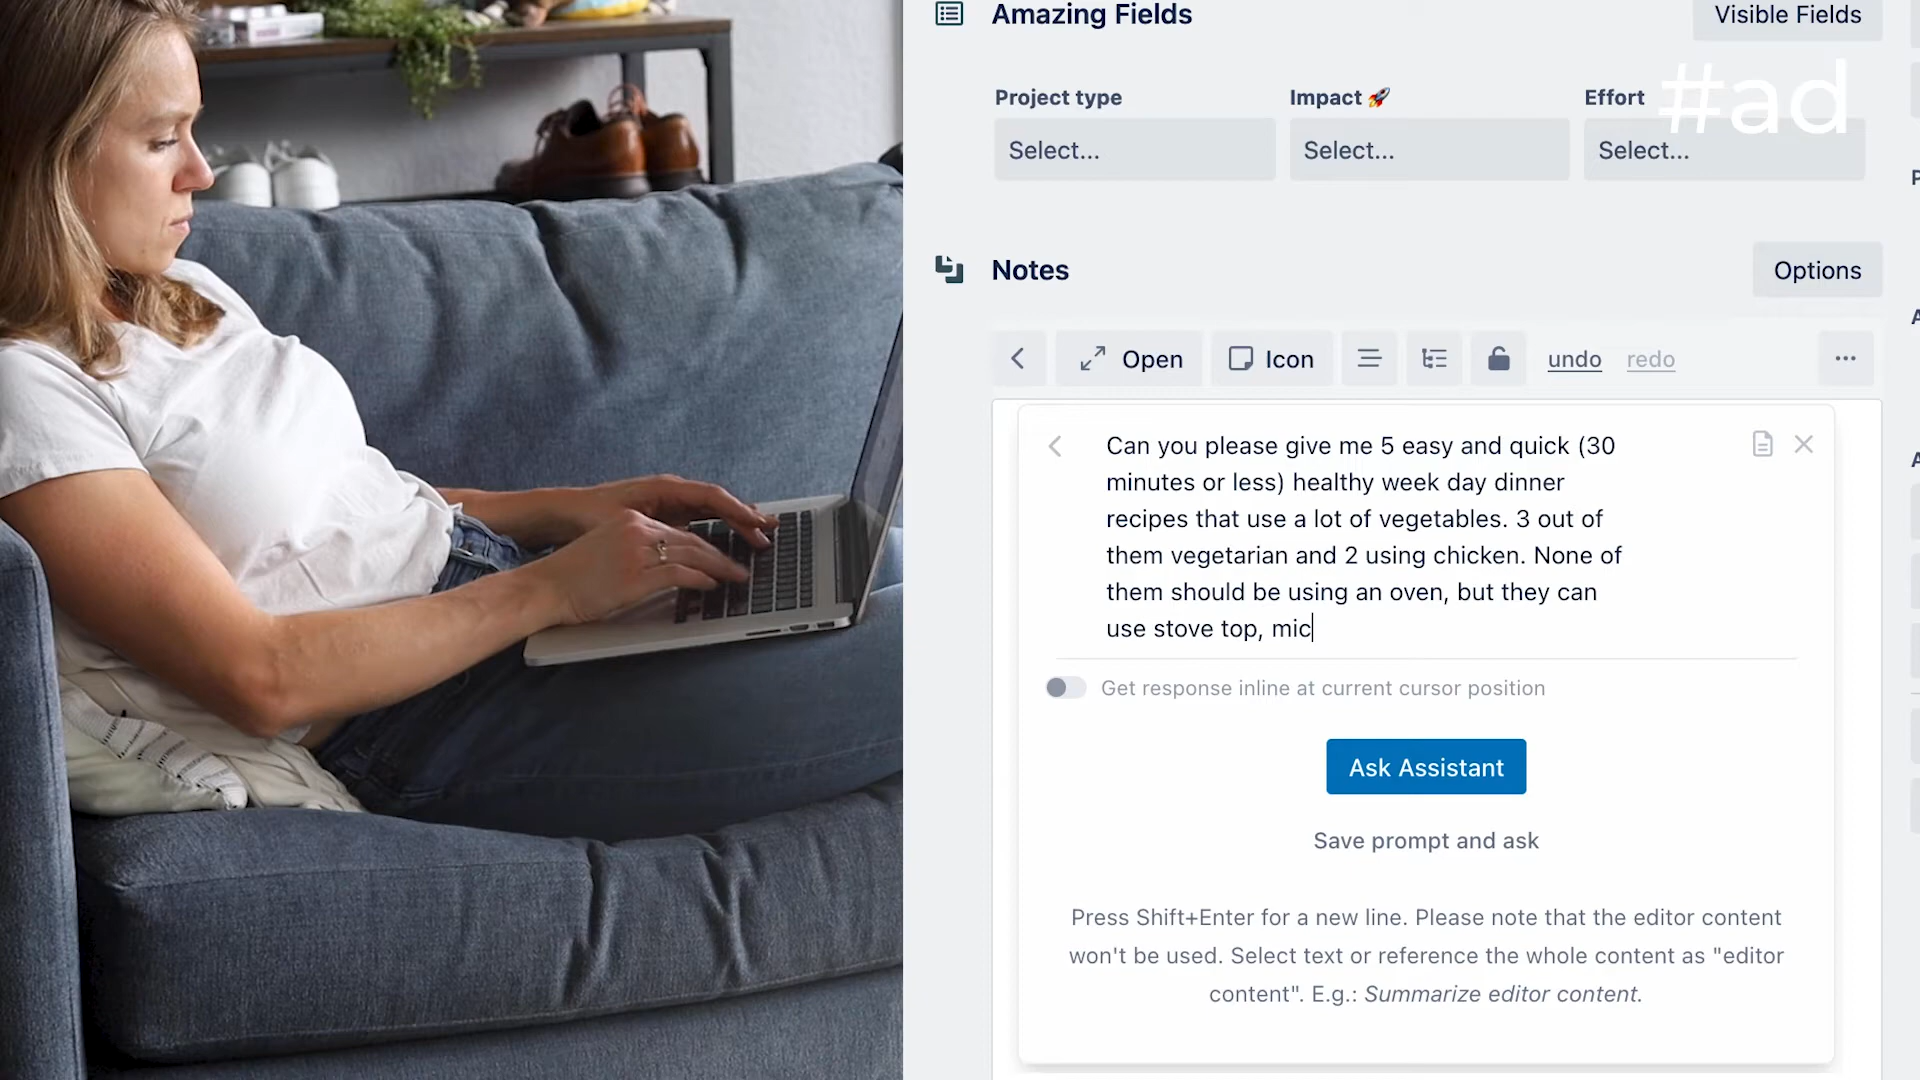 Amazing Fields
Visible Fields
#ad
Project type
Impact 🚀
Effort
Select...
Select...
Select...
Notes
Options
Open
Icon
undo
redo
Can you please give me 5 easy and quick (30
minutes or less) healthy week day dinner
recipes that use a lot of vegetables. 3 out of
them vegetarian and 2 using chicken. None of
them should be using an oven, but they can
use stove top, mic
Get response inline at current cursor position
Ask Assistant
Save prompt and ask
Press Shift+Enter for a new line. Please note that the editor content
won't be used. Select text or reference the whole content as "editor
content". E.g.: Summarize editor content.